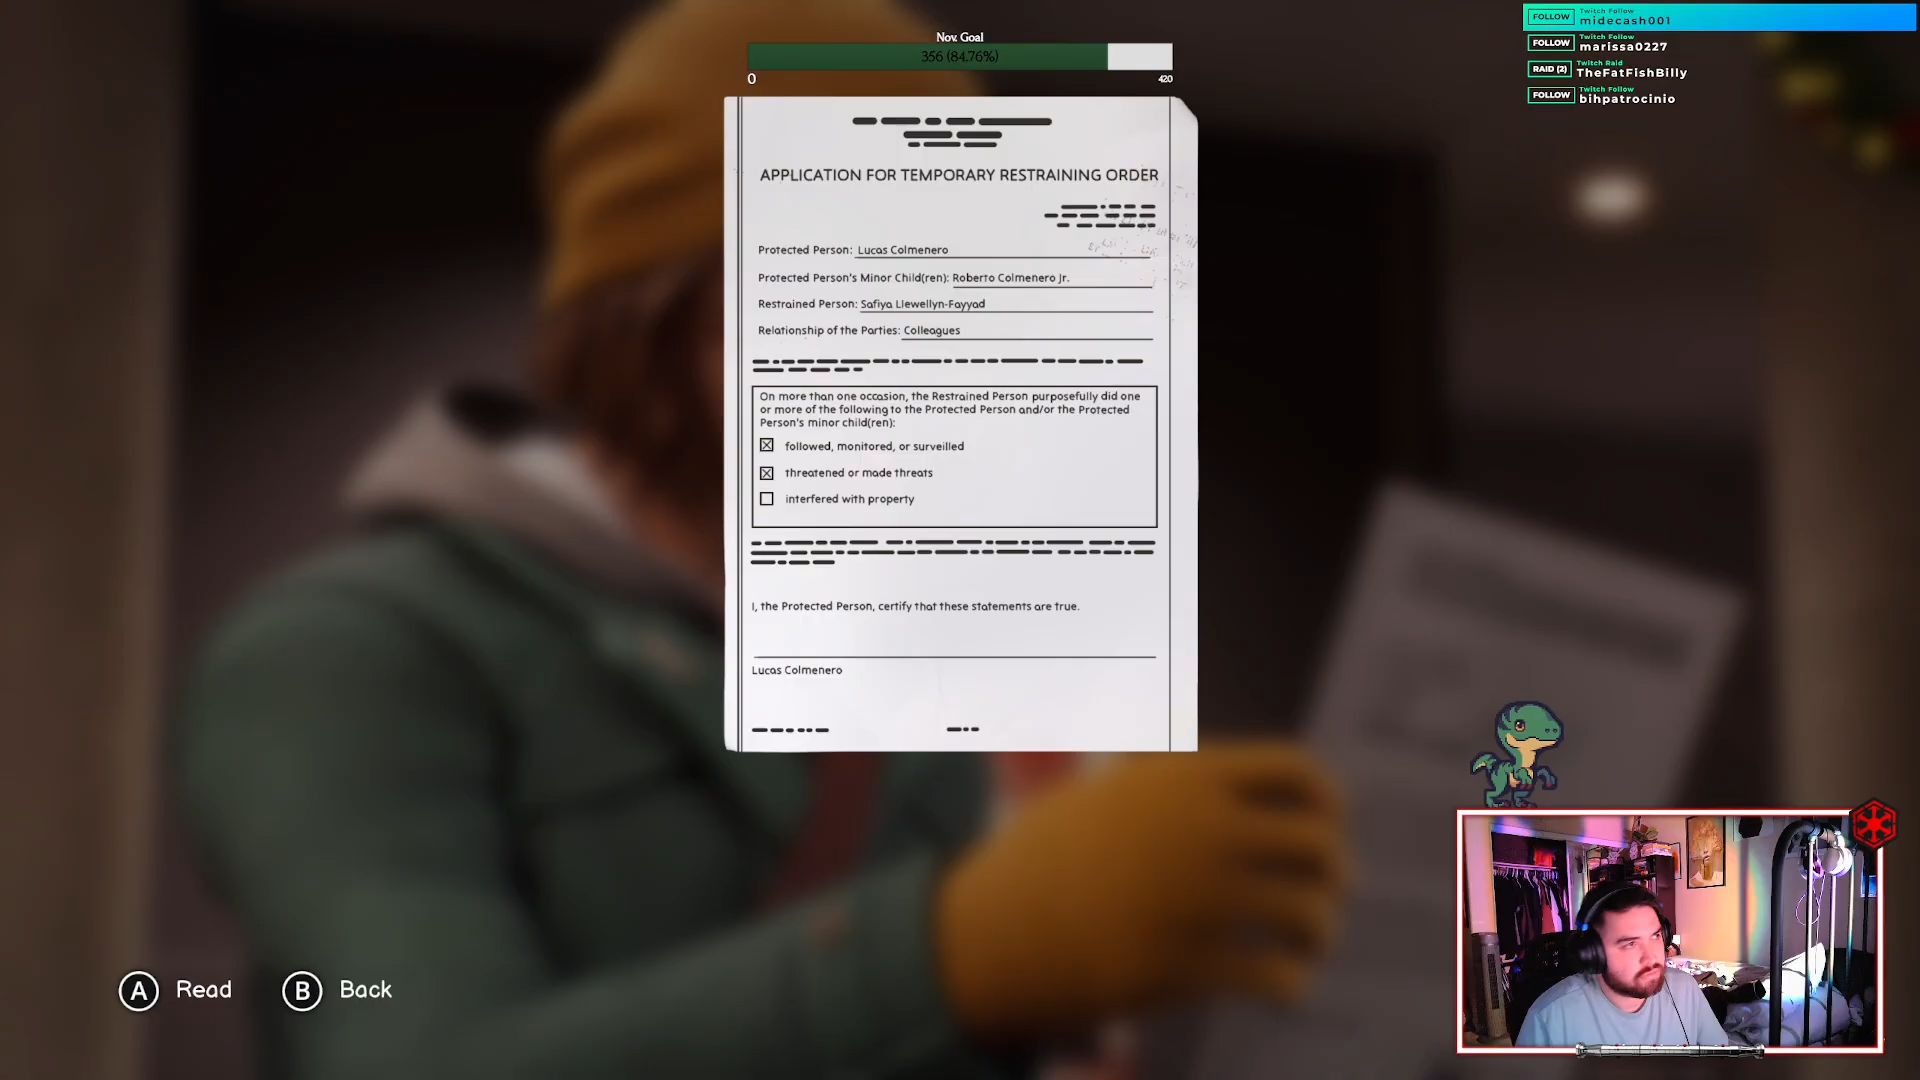 Nov. Goal
356 (84.76%)
0
420
FOLLOW
Twitch Follow
midecash001
FOLLOW
Twitch Follow
marissa0227
RAID (2)
Twitch Raid
TheFatFishBilly
FOLLOW
Twitch Follow
bihpatrocinio
APPLICATION FOR TEMPORARY RESTRAINING ORDER
Protected Person: Lucas Colmenero
Protected Person's Minor Child(ren): Roberto Colmenero Jr.
Restrained Person: Safiya Llewellyn-Fayyad
Relationship of the Parties: Colleagues
On more than one occasion, the Restrained Person purposefully did one
or more of the following to the Protected Person and/or the Protected
Person's minor child(ren):
followed, monitored, or surveilled
threatened or made threats
interfered with property
I, the Protected Person, certify that these statements are true.
Lucas Colmenero
A Read
B Back